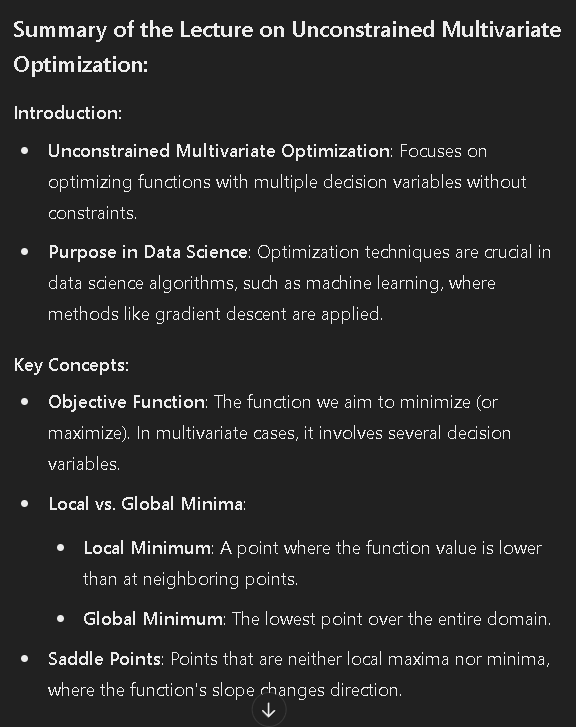 Summary of the Lecture on Unconstrained Multivariate
Optimization:
Introduction:
Unconstrained Multivariate Optimization: Focuses on
optimizing functions with multiple decision variables without
constraints.
Purpose in Data Science: Optimization techniques are crucial in
data science algorithms, such as machine learning, where
methods like gradient descent are applied.
Key Concepts:
Objective Function: The function we aim to minimize (or
maximize). In multivariate cases, it involves several decision
variables.
Local vs. Global Minima:
Local Minimum: A point where the function value is lower
than at neighboring points.
Global Minimum: The lowest point over the entire domain.
Saddle Points: Points that are neither local maxima nor minima,
where the function's slope changes direction.